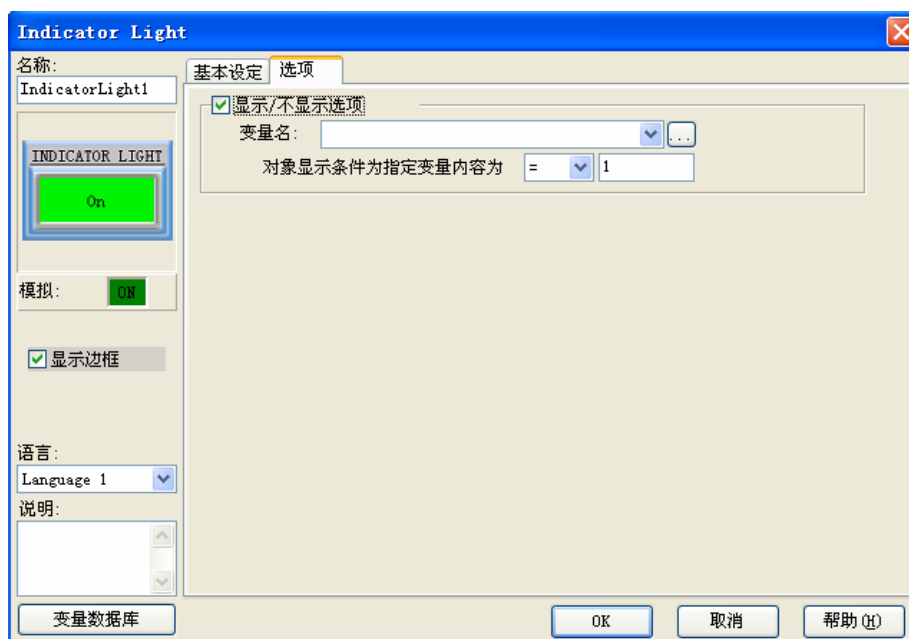 Indicator Light
名称:
IndicatorLight1
基本设定 选项
显示/不显示选项
变量名:
...
对象显示条件为指定变量内容为 = 1
INDICATOR LIGHT
On
模拟: ON
显示边框
语言:
Language 1
说明:
变量数据库 OK 取消 帮助(H)